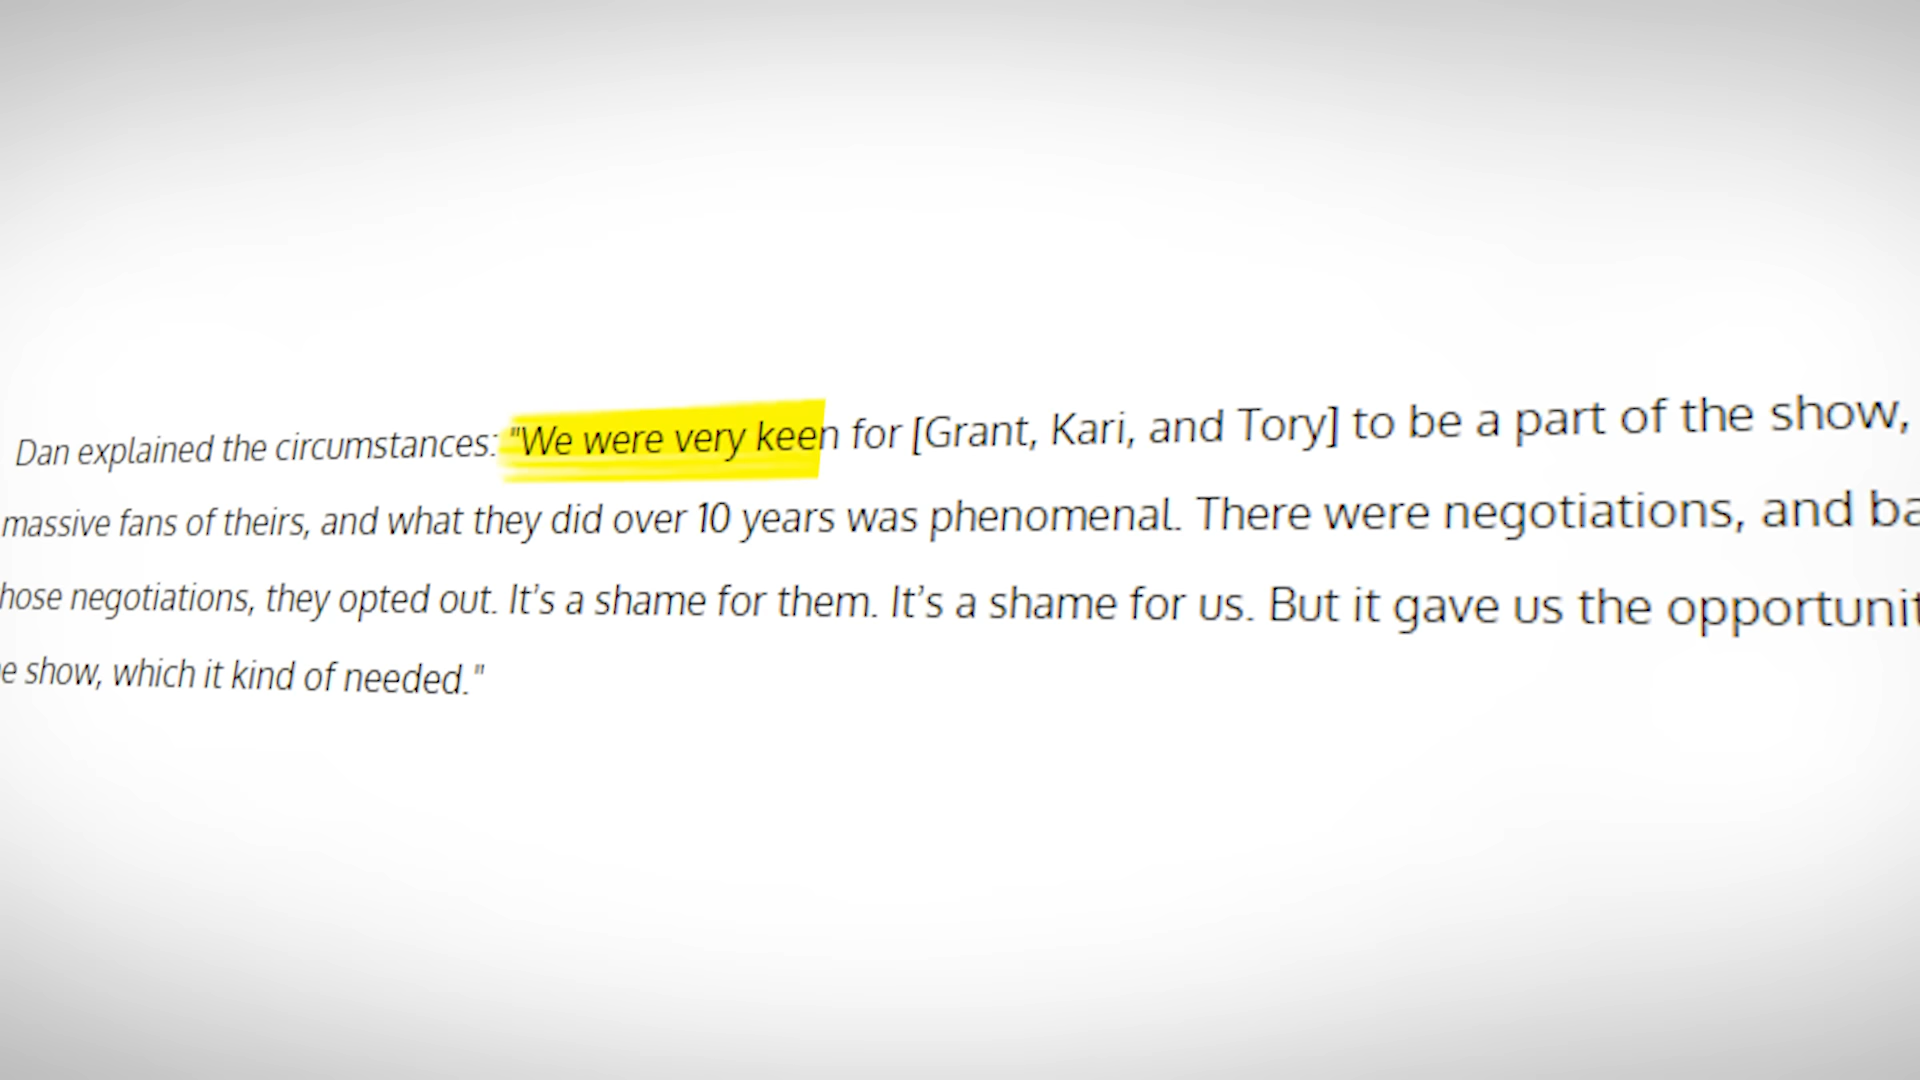 Dan explained the circumstances: "We were very keen for [Grant, Kari, and Tory] to be a part of the show,
massive fans of theirs, and what they did over 10 years was phenomenal. There were negotiations, and
negotiations, they opted out. It’s a shame for them. It’s a shame for us. But it gave us the
show, which it kind of needed."